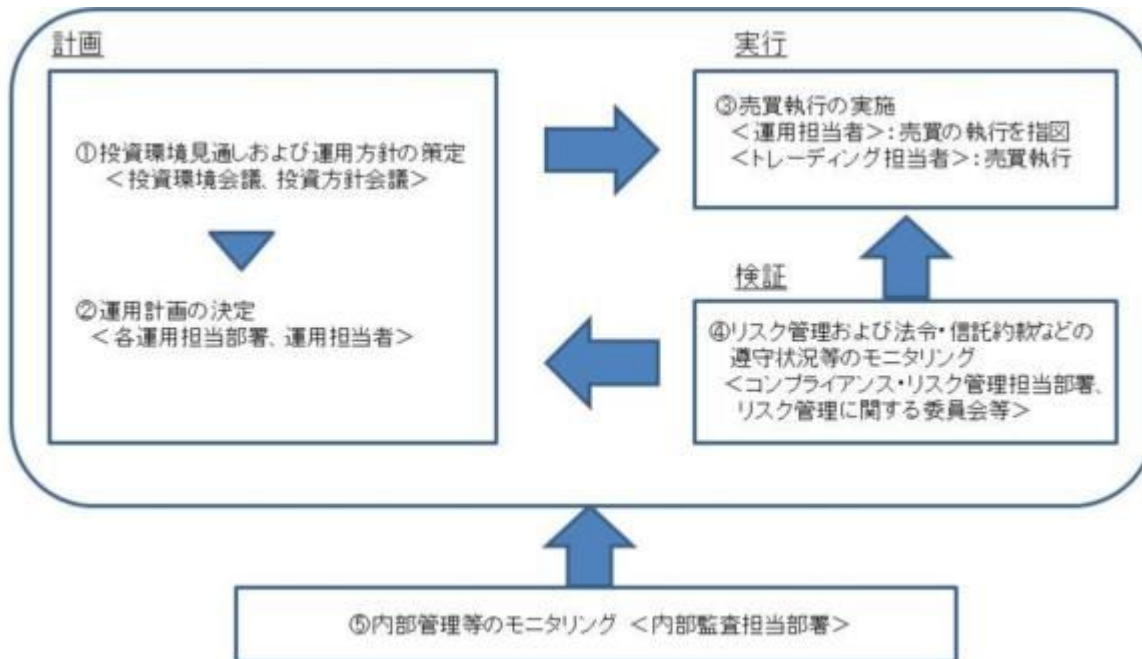 計画
①投資環境見通しおよび運用方針の策定
＜投資環境会議、投資方針会議＞
②運用計画の決定
＜各運用担当部署、運用担当者＞
実行
③売買執行の実施
＜運用担当者＞：売買の執行を指図
＜トレーディング担当者＞：売買執行
検証
④リスク管理および法令・信託約款などの
遵守状況等のモニタリング
＜コンプライアンス・リスク管理担当部署、
リスク管理に関する委員会等＞
⑤内部管理等のモニタリング ＜内部監査担当部署＞